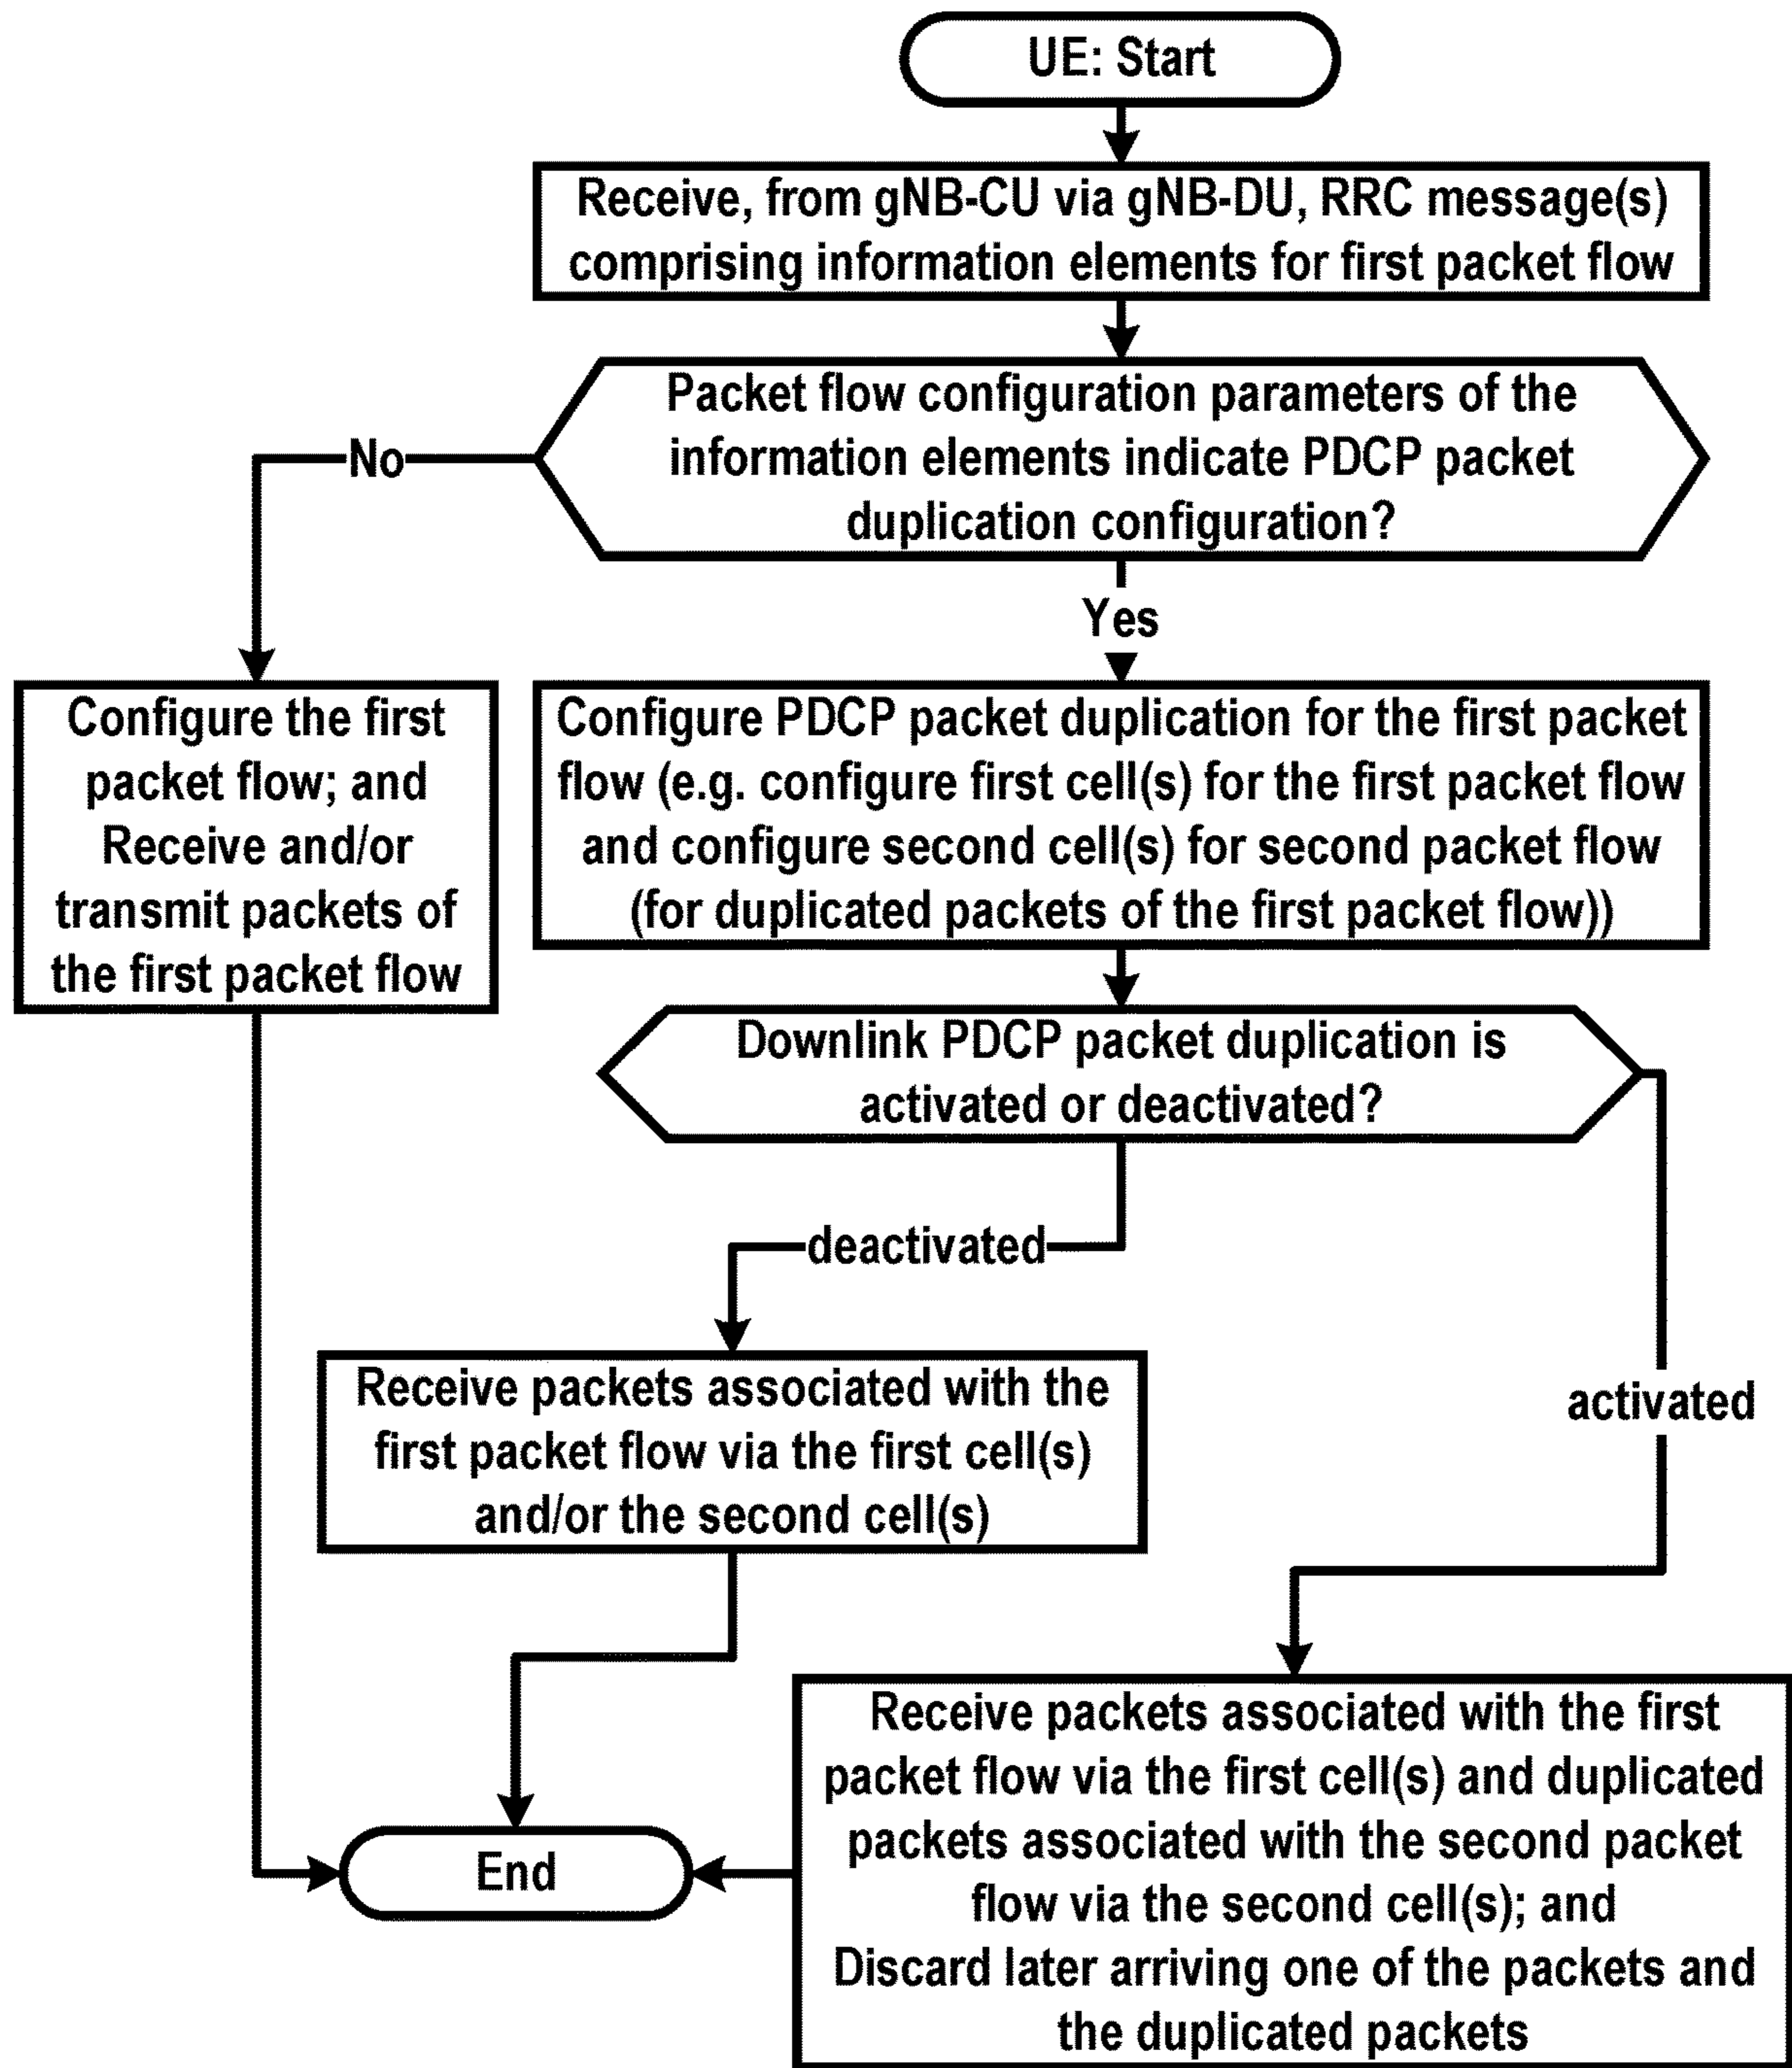 UE: Start
Receive, from gNB-CU via gNB-DU, RRC message(s)
comprising information elements for first packet flow
Packet flow configuration parameters of the
information elements indicate PDCP packet
duplication configuration?
No
Yes
Configure the first
packet flow; and
Receive and/or
transmit packets of
the first packet flow
Configure PDCP packet duplication for the first packet
flow (e.g. configure first cell(s) for the first packet flow
and configure second cell(s) for second packet flow
(for duplicated packets of the first packet flow))
Downlink PDCP packet duplication is
activated or deactivated?
deactivated
activated
Receive packets associated with the
first packet flow via the first cell(s)
and/or the second cell(s)
Receive packets associated with the first
packet flow via the first cell(s) and duplicated
packets associated with the second packet
flow via the second cell(s); and
Discard later arriving one of the packets and
the duplicated packets
End